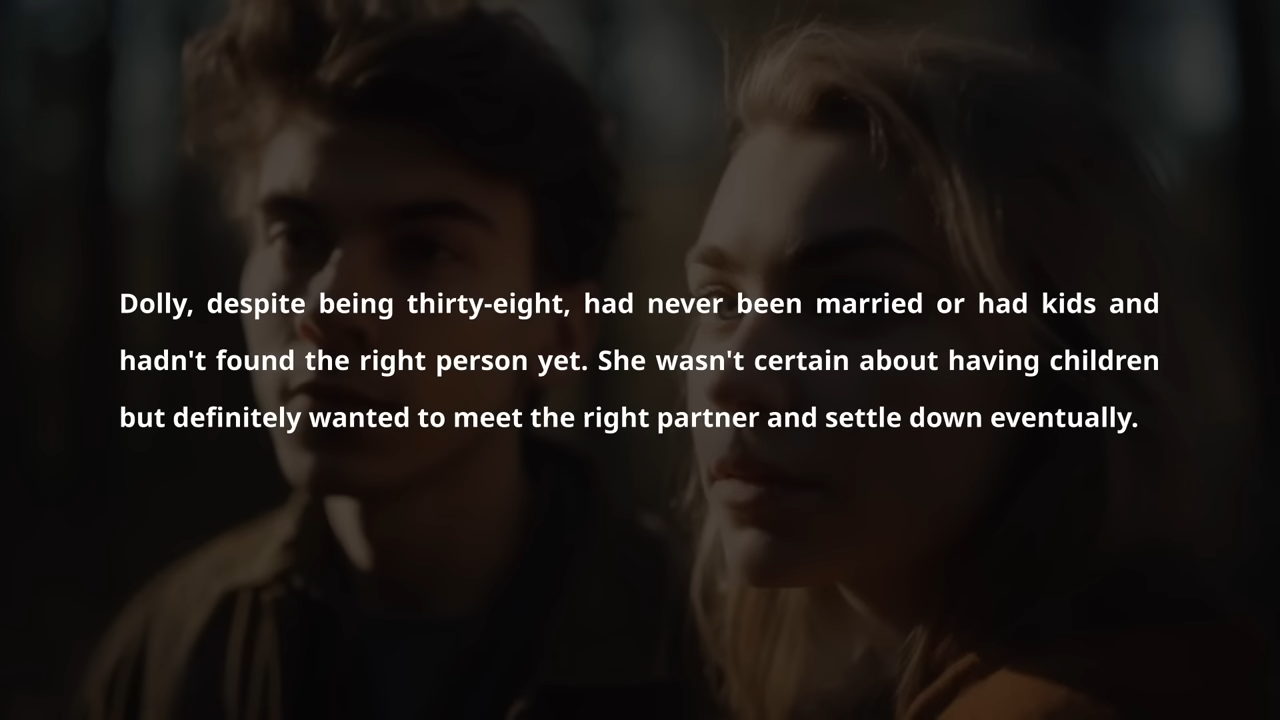 Dolly, despite being thirty-eight, had never been married or had kids and
hadn't found the right person yet. She wasn't certain about having children
but definitely wanted to meet the right partner and settle down eventually.